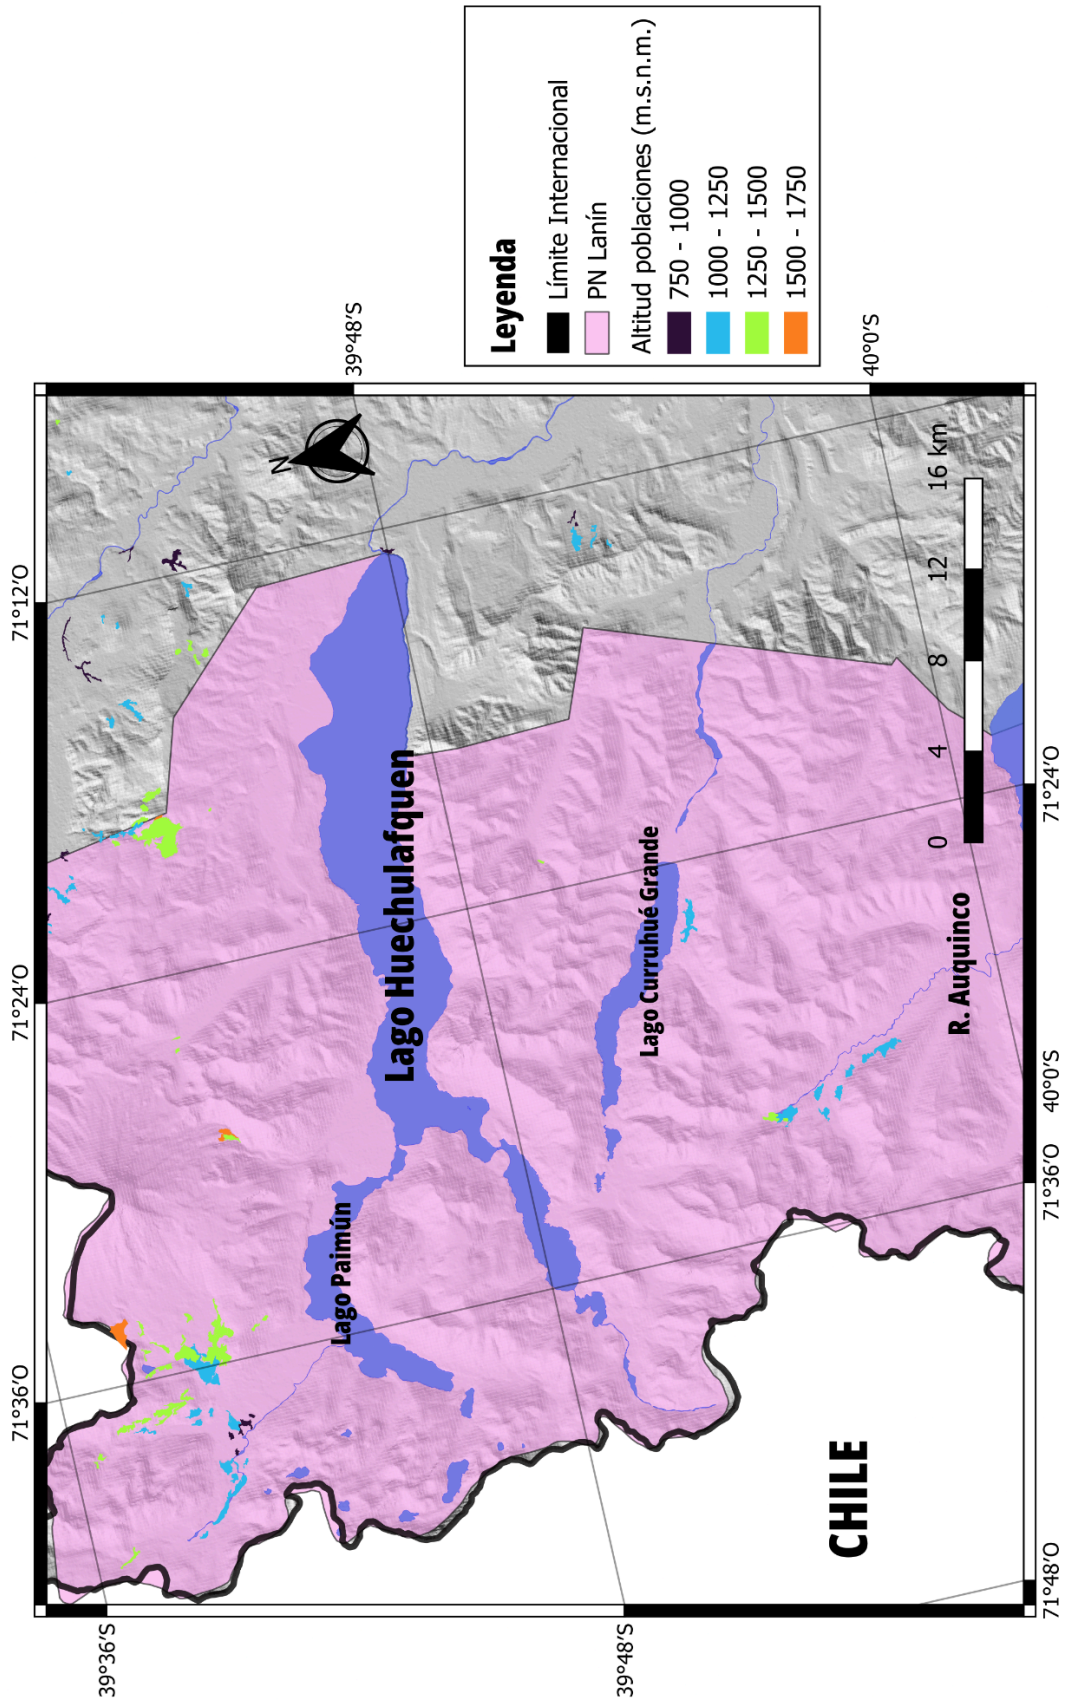 71°36'O
71°24'O
71°12'O
39°36'S
39°48'S
39°48'S
40°0'S
71°48'O
71°36'O
40°0'S
71°24'O
N
Lago Paimún
Lago Huechulafquen
Lago Curruhué Grande
R. Auquinco
CHILE
0 4 8 12 16 km
Leyenda
Límite Internacional
PN Lanín
Altitud poblaciones (m.s.n.m.)
750 - 1000
1000 - 1250
1250 - 1500
1500 - 1750